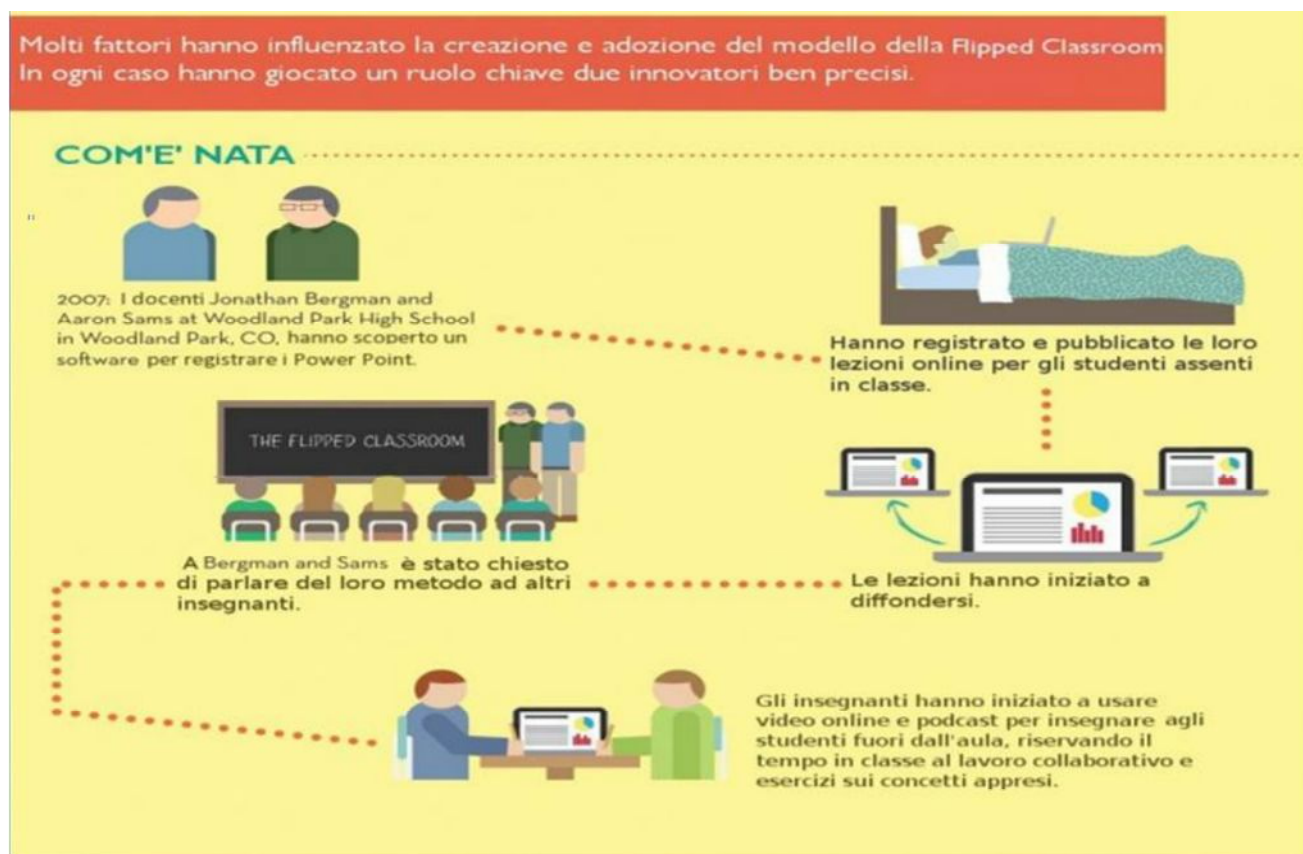 Molti fattori hanno influenzato la creazione e adozione del modello della Flipped Classroom
In ogni caso hanno giocato un ruolo chiave due innovatori ben precisi.
COM'E' NATA
2007: I docenti Jonathan Bergman and
Aaron Sams at Woodland Park High School
in Woodland Park, CO, hanno scoperto un
software per registrare i Power Point.
Hanno registrato e pubblicato le loro
lezioni online per gli studenti assenti
in classe.
Le lezioni hanno iniziato a
diffondersi.
THE FLIPPED CLASSROOM
A Bergman and Sams è stato chiesto
di parlare del loro metodo ad altri
insegnanti.
Gli insegnanti hanno iniziato a usare
video online e podcast per insegnare agli
studenti fuori dall'aula, riservando il
tempo in classe al lavoro collaborativo e
esercizi sui concetti appresi.